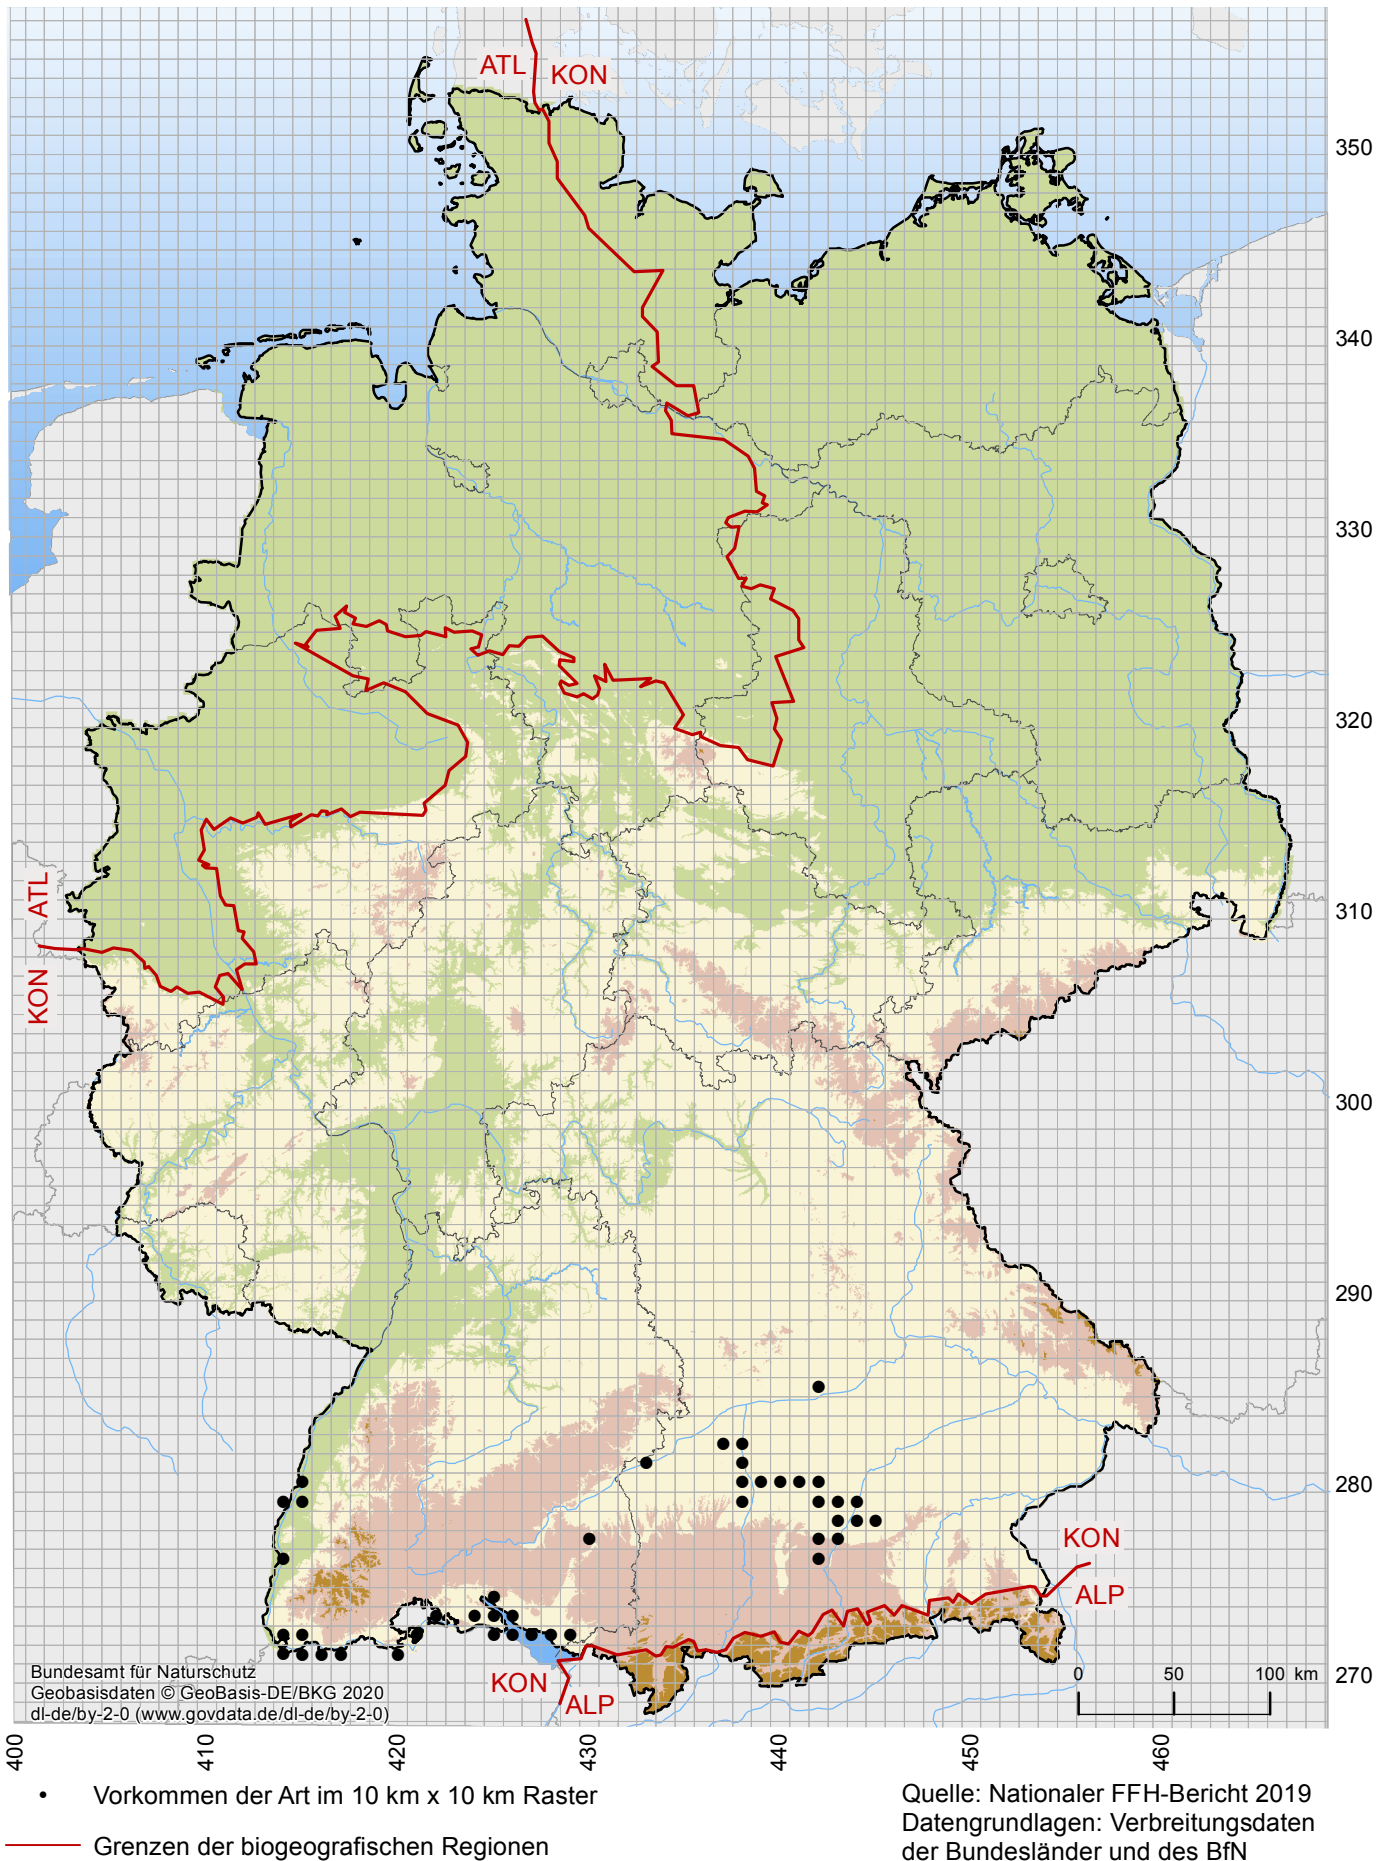 ATL
KON
350
340
330
320
310
300
290
280
270
ATL
KON
KON
ALP
KON
ALP
0 50 100 km
Bundesamt für Naturschutz
Geobasisdaten © GeoBasis-DE/BKG 2020
dl-de/by-2-0 (www.govdata.de/dl-de/by-2-0)
400 410 420 430 440 450 460
• Vorkommen der Art im 10 km x 10 km Raster
Grenzen der biogeografischen Regionen
Quelle: Nationaler FFH-Bericht 2019
Datengrundlagen: Verbreitungsdaten
der Bundesländer und des BfN